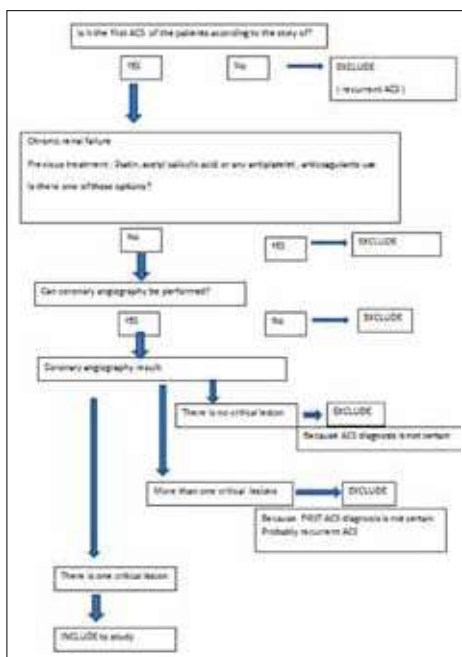 Is it the first ACS of the patients according to the story of?
YES
No
EXCLUDE
( recurrent ACS )
Chronic renal failure
Previous treatment : Statin, acetyl salicylic acid or any antiplatelet , anticoagulants use
Is there one of these options?
No
YES
EXCLUDE
Can coronary angiography be performed?
YES
No
EXCLUDE
Coronary angiography result
There is no critical lesion
EXCLUDE
Because ACS diagnosis is not certain
More than one critical lesions
EXCLUDE
Because FIRST ACS diagnosis is not certain
Probably recurrent ACS
There is one critical lesion
INCLUDE to study